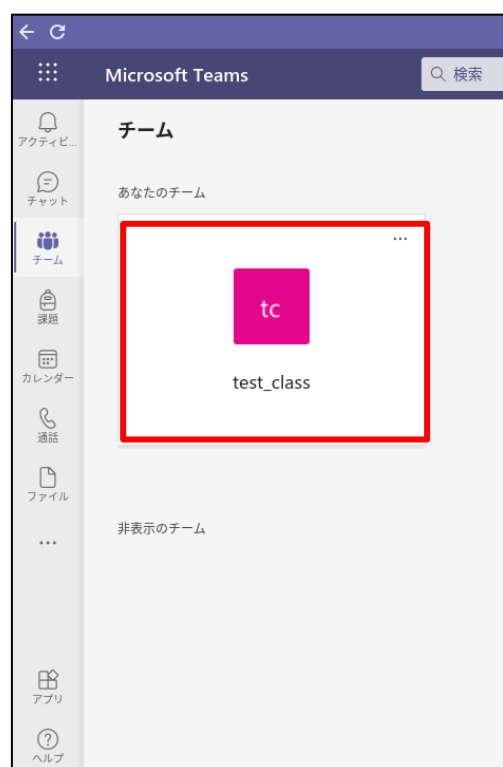 Microsoft Teams
検索
アクティビ...
チャット
チーム
課題
カレンダー
通話
ファイル
アプリ
ヘルプ
チーム
あなたのチーム
tc
test_class
非表示のチーム